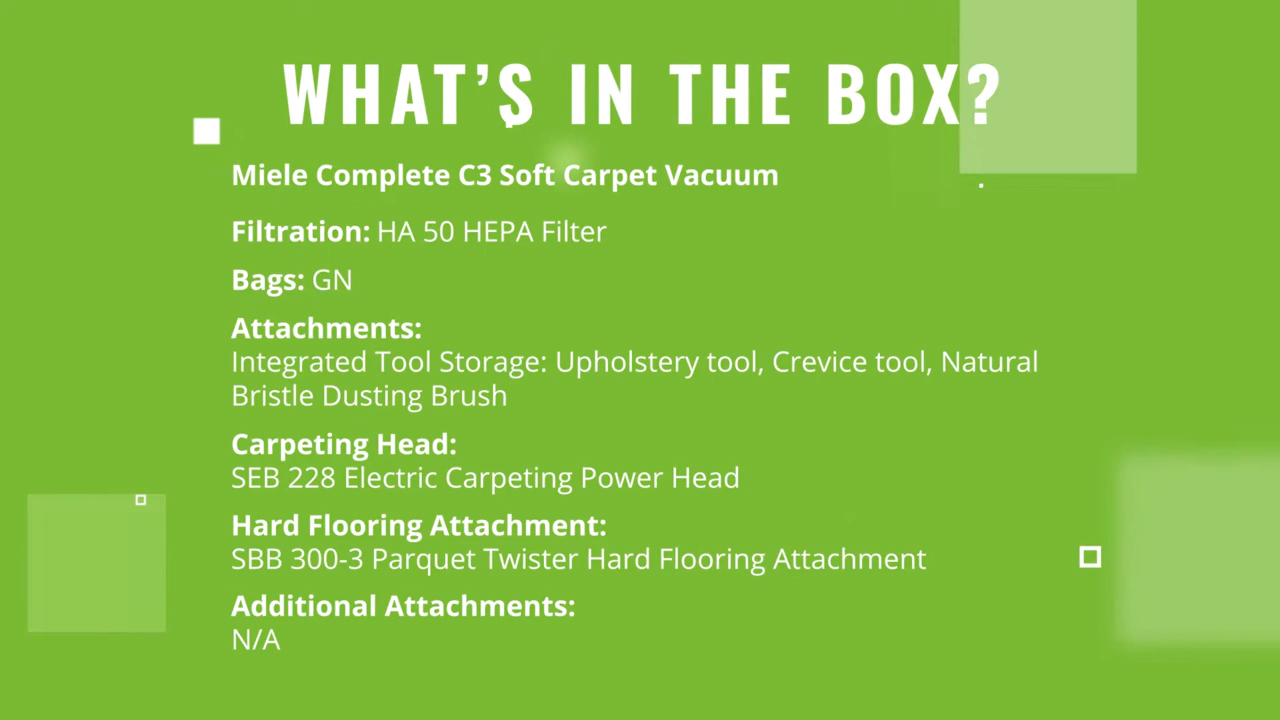 WHAT'S IN THE BOX?
Miele Complete C3 Soft Carpet Vacuum
Filtration: HA 50 HEPA Filter
Bags: GN
Attachments:
Integrated Tool Storage: Upholstery tool, Crevice tool, Natural
Bristle Dusting Brush
Carpeting Head:
SEB 228 Electric Carpeting Power Head
Hard Flooring Attachment:
SBB 300-3 Parquet Twister Hard Flooring Attachment
Additional Attachments:
N/A